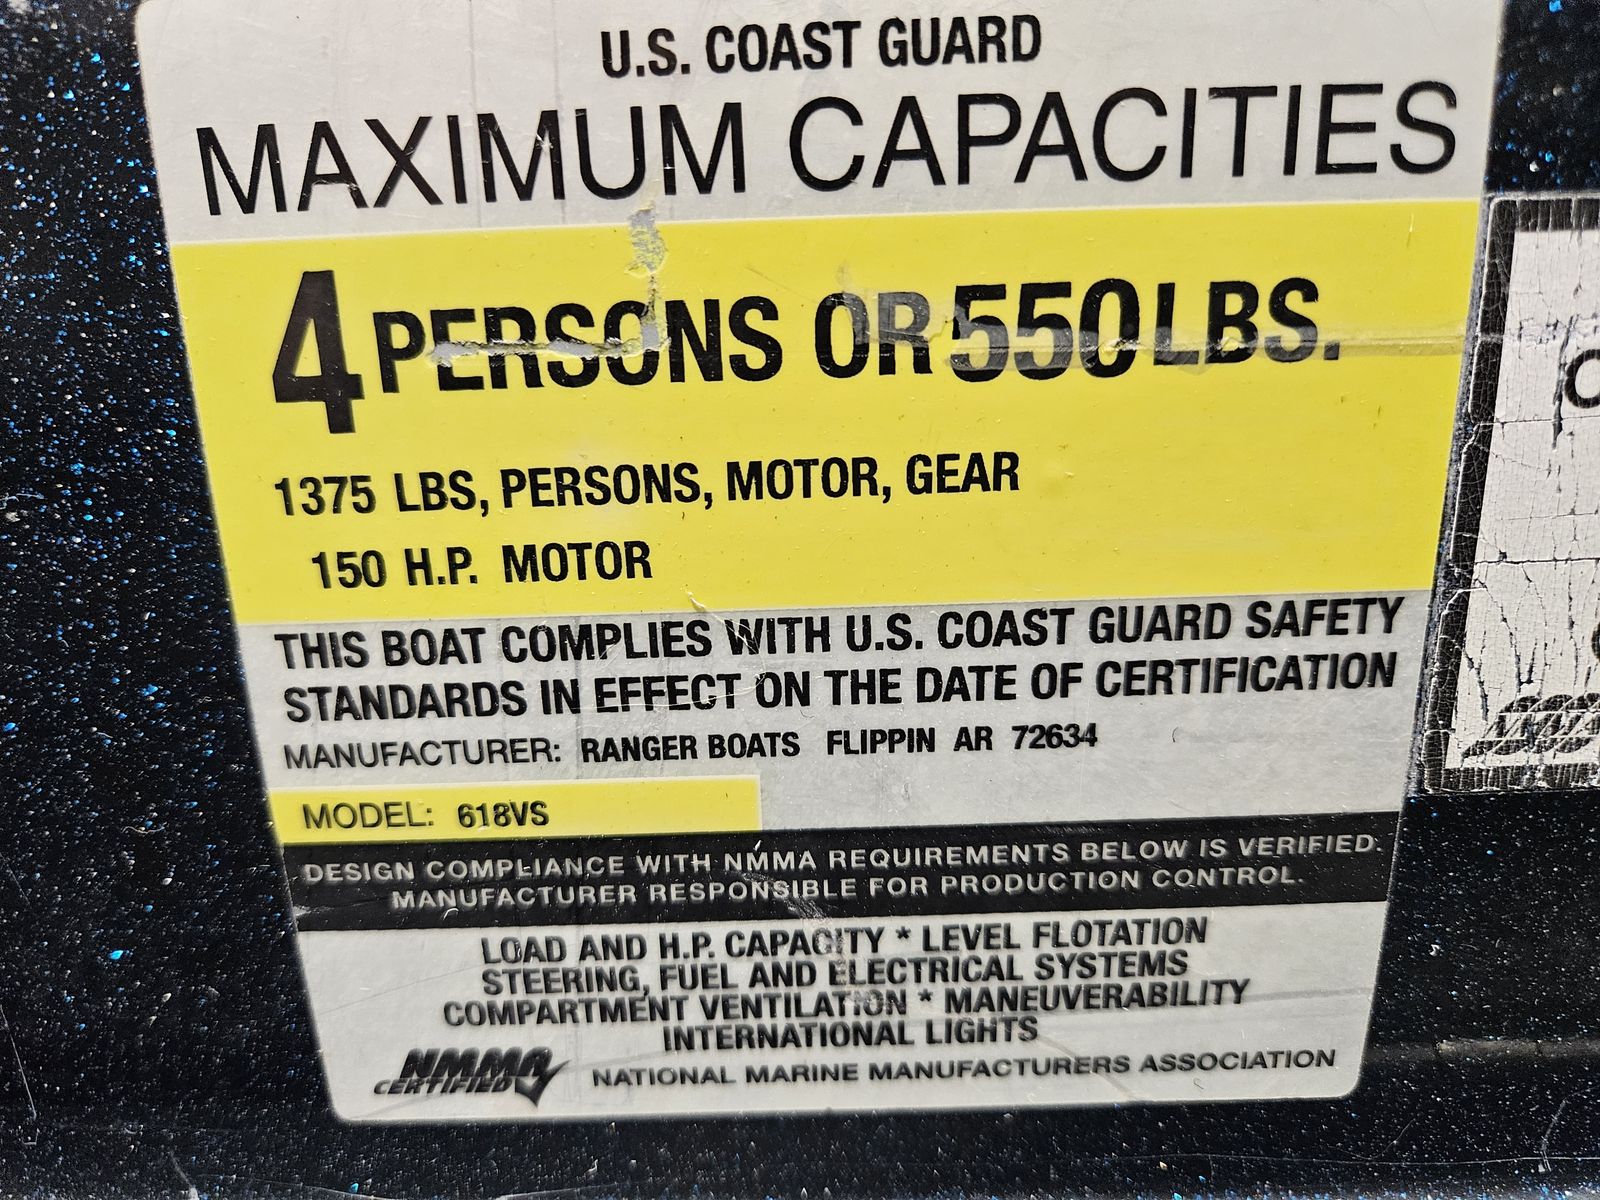 U.S. COAST GUARD
MAXIMUM CAPACITIES
4 PERSONS OR 550 LBS.
1375 LBS, PERSONS, MOTOR, GEAR
150 H.P. MOTOR
THIS BOAT COMPLIES WITH U.S. COAST GUARD SAFETY
STANDARDS IN EFFECT ON THE DATE OF CERTIFICATION
MANUFACTURER: RANGER BOATS FLIPPIN AR 72634
MODEL: 618VS
DESIGN COMPLIANCE WITH NMMA REQUIREMENTS BELOW IS VERIFIED.
MANUFACTURER RESPONSIBLE FOR PRODUCTION CONTROL.
LOAD AND H.P. CAPACITY * LEVEL FLOTATION
STEERING, FUEL AND ELECTRICAL SYSTEMS
COMPARTMENT VENTILATION * MANEUVERABILITY
INTERNATIONAL LIGHTS
NMMA
CERTIFIED
NATIONAL MARINE MANUFACTURERS ASSOCIATION